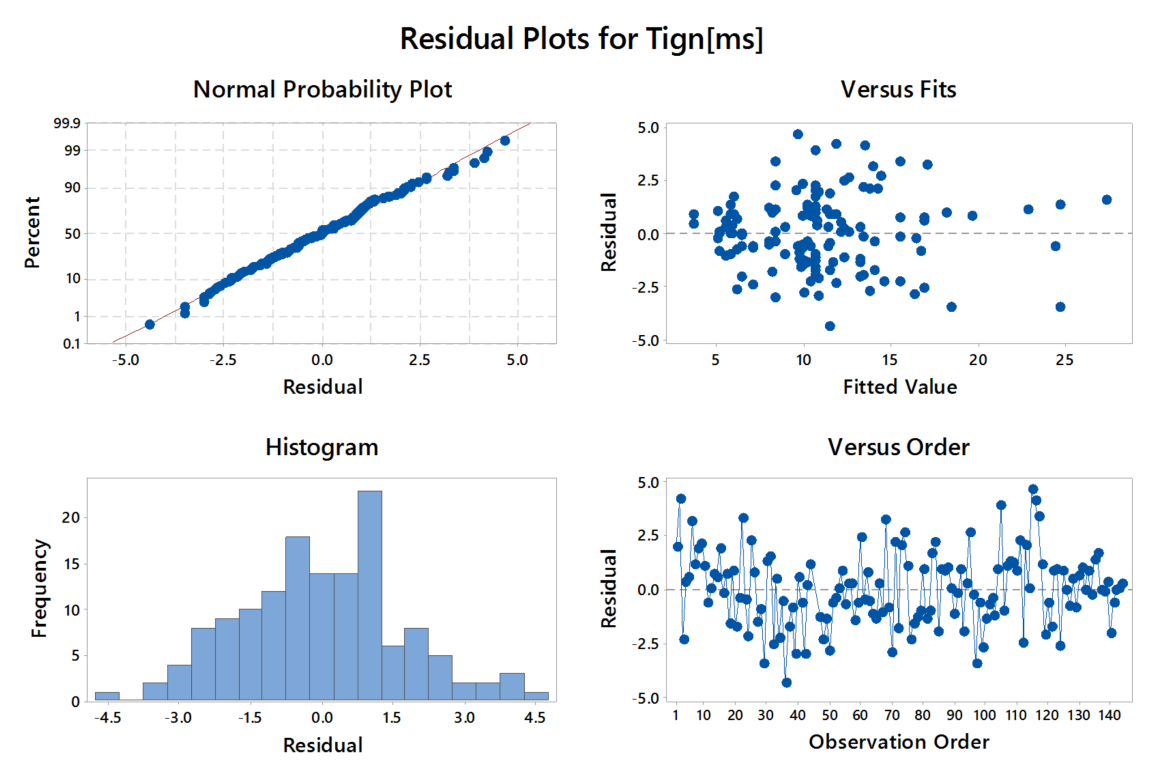 Residual Plots for Tign[ms]
Normal Probability Plot
99.9
99
90
50
10
1
0.1
Percent
-5.0 -2.5 0.0 2.5 5.0
Residual
Versus Fits
5.0
2.5
0.0
-2.5
-5.0
Residual
5 10 15 20 25
Fitted Value
Histogram
20
15
10
5
0
Frequency
-4.5 -3.0 -1.5 0.0 1.5 3.0 4.5
Residual
Versus Order
5.0
2.5
0.0
-2.5
-5.0
Residual
1 10 20 30 40 50 60 70 80 90 100 110 120 130 140
Observation Order